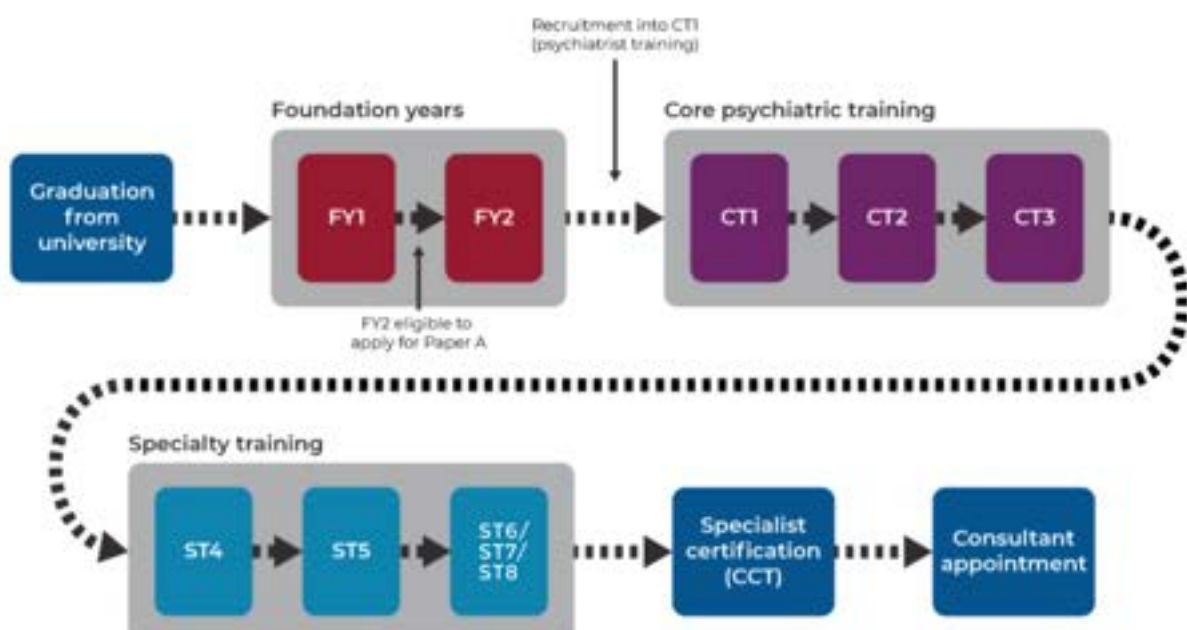 Recruitment into CT1
(psychiatrist training)
Foundation years
Core psychiatric training
Graduation
from
university
FY1
FY2
CT1
CT2
CT3
FY2 eligible to
apply for Paper A
Specialty training
ST4
ST5
ST6/
ST7/
ST8
Specialist
certification
(CCT)
Consultant
appointment